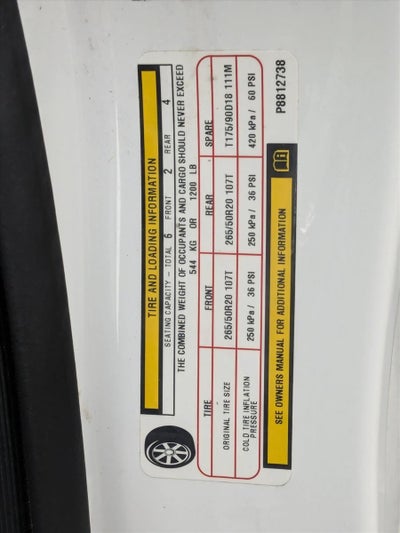 TIRE AND LOADING INFORMATION
SEATING CAPACITY - TOTAL 6 FRONT 2 REAR 4
THE COMBINED WEIGHT OF OCCUPANTS AND CARGO SHOULD NEVER EXCEED
544 KG OR 1200 LB
TIRE FRONT REAR SPARE
ORIGINAL TIRE SIZE 265/50R20 107T 265/50R20 107T T175/90D18 111M
COLD TIRE INFLATION PRESSURE 250 kPa/ 36 PSI 250 kPa/ 36 PSI 420 kPa/ 60 PSI
SEE OWNERS MANUAL FOR ADDITIONAL INFORMATION
P8812738